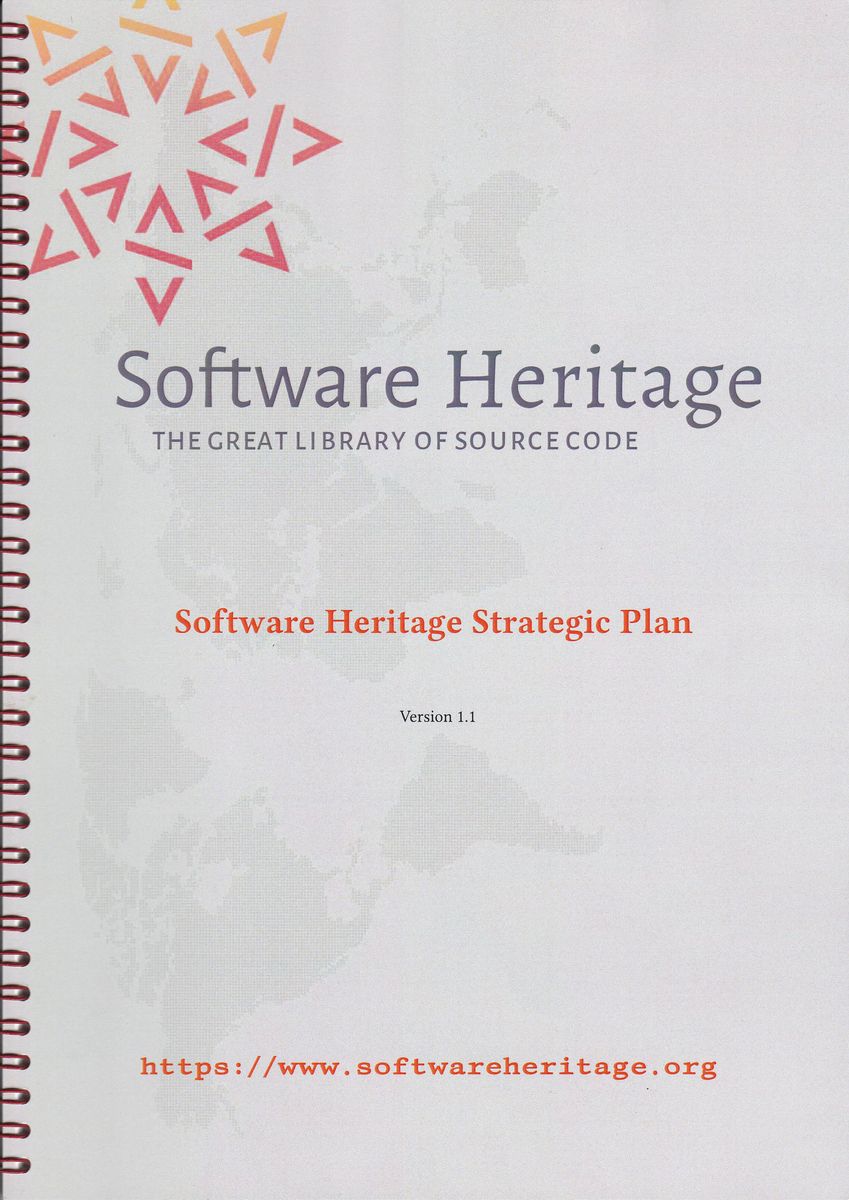 Software Heritage
THE GREAT LIBRARY OF SOURCE CODE
Software Heritage Strategic Plan
Version 1.1
https://www.softwareheritage.org